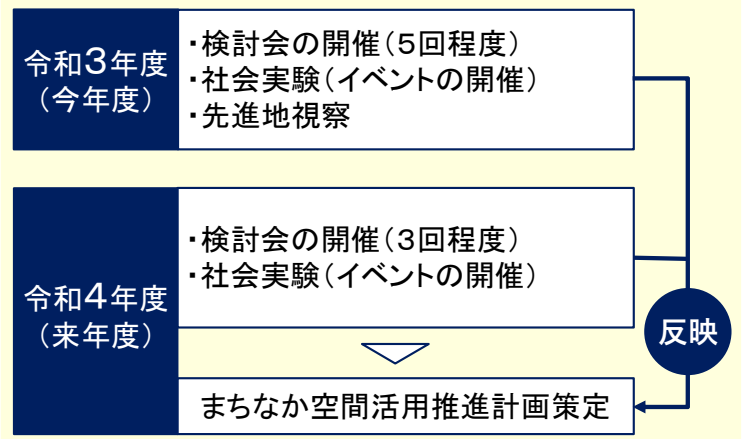 令和3年度
(今年度)
・検討会の開催(5回程度)
・社会実験(イベントの開催)
・先進地視察
令和4年度
(来年度)
・検討会の開催(3回程度)
・社会実験(イベントの開催)
反映
まちなか空間活用推進計画策定